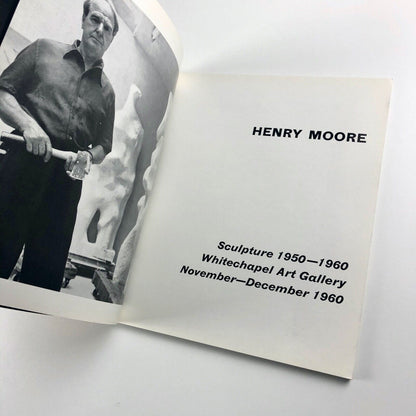 HENRY MOORE
Sculpture 1950—1960
Whitechapel Art Gallery
November—December 1960